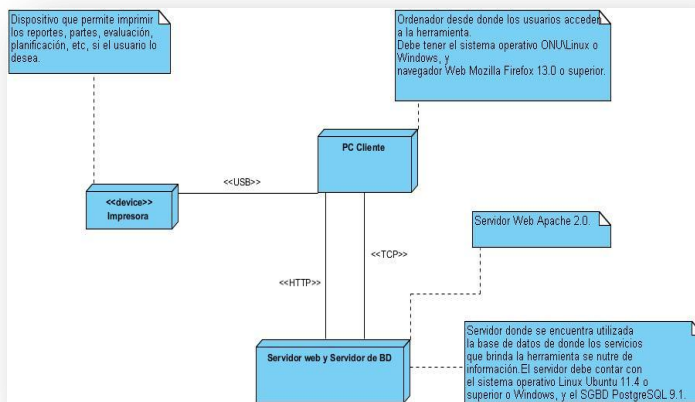 Dispositivo que permite imprimir
los reportes, partes, evaluación,
planificación, etc, si el usuario lo
desea.
Ordenador desde donde los usuarios acceden
a la herramienta.
Debe tener el sistema operativo ONU\Linux o
Windows, y
navegador Web Mozilla Firefox 13.0 o superior.
PC Cliente
<<USB>>
<<device>>
Impresora
Servidor Web Apache 2.0.
<<TCP>>
<<HTTP>>
Servidor web y Servidor de BD
Servidor donde se encuentra utilizada
la base de datos de donde los servicios
que brinda la herramienta se nutre de
información.El servidor debe contar con
el sistema operativo Linux Ubuntu 11.4 o
superior o Windows, y el SGBD PostgreSQL 9.1.